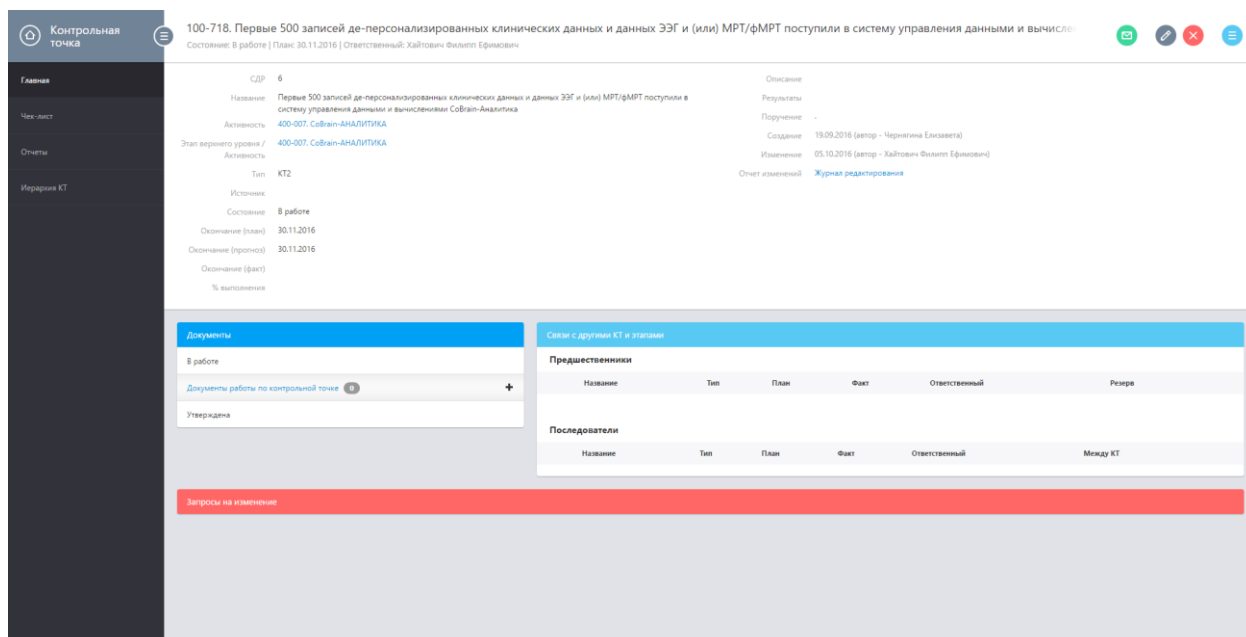 Контрольная точка
100-718. Первые 500 записей де-персонализированных клинических данных и данных ЭЭГ и (или) МРТ/фМРТ поступили в систему управления данными и
Состояние: В работе | План: 30.11.2016 | Ответственный: Хайтович Филипп Ефимович
Главная
Чек-лист
Отчеты
Иерархия КТ
СДР 6
Название Первые 500 записей де-персонализированных клинических данных и данных ЭЭГ и (или) МРТ/фМРТ поступили в
систему управления данными и вычислениями CoBrain-Аналитика
Активность 400-007. CoBrain-АНАЛИТИКА
Этап верхнего уровня / 400-007. CoBrain-АНАЛИТИКА
Активность
Тип КТ2
Источник
Состояние В работе
Окончание (план) 30.11.2016
Окончание (прогноз) 30.11.2016
Окончание (факт)
% выполнения
Описание
Результаты
Поручение -
Создание 19.09.2016 (автор - Чернягина Елизавета)
Изменение 05.10.2016 (автор - Хайтович Филипп Ефимович)
Отчет изменений Журнал редактирования
Документы
В работе
Документы работы по контрольной точке 0 +
Утверждена
Связи с другими КТ и этапами
Предшественники
Название Тип План Факт Ответственный Резерв
Последователи
Название Тип План Факт Ответственный Между КТ
Запросы на изменение